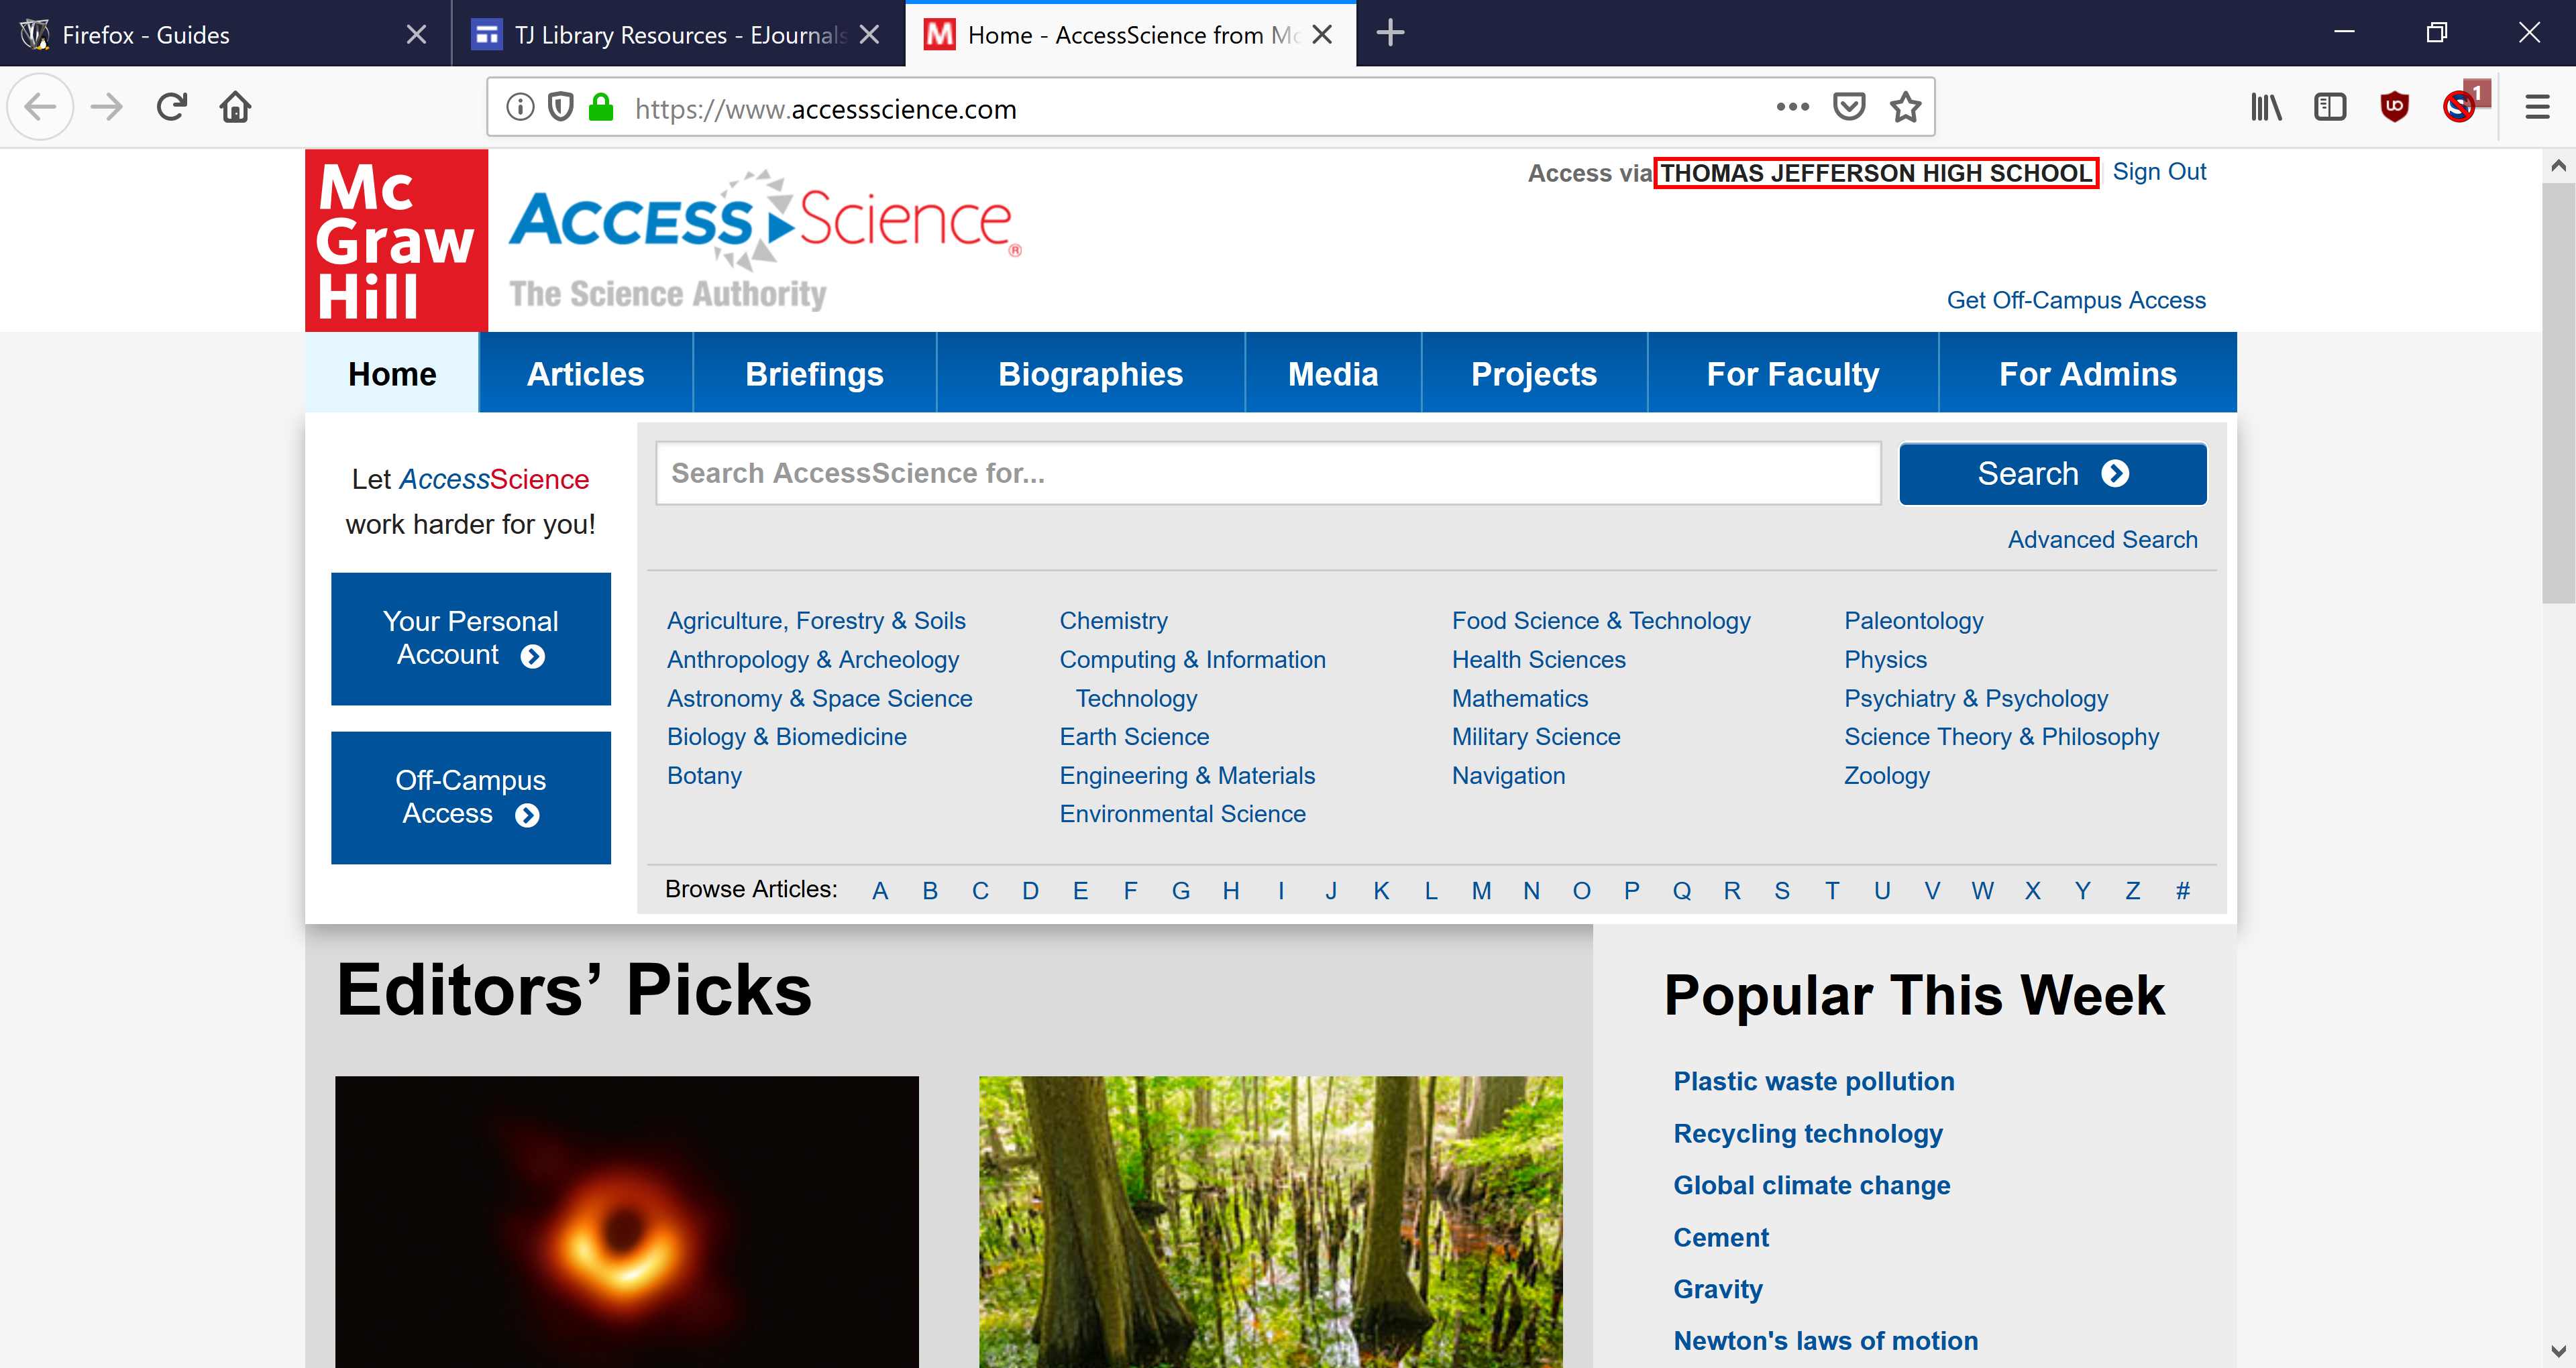 Firefox - Guides
TJ Library Resources - EJournals
Home - AccessScience from Mc
https://www.accessscience.com
1
Mc
Graw
Hill
ACCESS Science®
The Science Authority
Access via THOMAS JEFFERSON HIGH SCHOOL Sign Out
Get Off-Campus Access
Home Articles Briefings Biographies Media Projects For Faculty For Admins
Let AccessScience
work harder for you!
Your Personal
Account
Off-Campus
Access
Search AccessScience for...
Search
Advanced Search
Agriculture, Forestry & Soils
Anthropology & Archeology
Astronomy & Space Science
Biology & Biomedicine
Botany
Chemistry
Computing & Information
Technology
Earth Science
Engineering & Materials
Environmental Science
Food Science & Technology
Health Sciences
Mathematics
Military Science
Navigation
Paleontology
Physics
Psychiatry & Psychology
Science Theory & Philosophy
Zoology
Browse Articles: A B C D E F G H I J K L M N O P Q R S T U V W X Y Z #
Editors’ Picks
Popular This Week
Plastic waste pollution
Recycling technology
Global climate change
Cement
Gravity
Newton's laws of motion